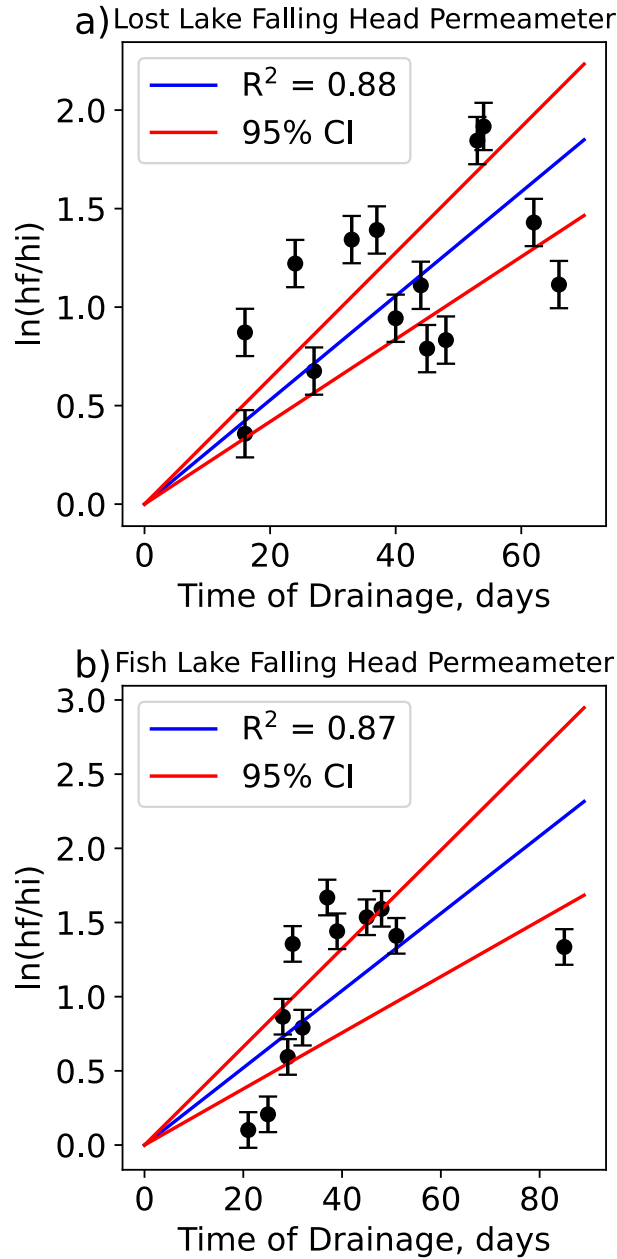 a) Lost Lake Falling Head Permeameter
R² = 0.88
95% CI
2.0
1.5
1.0
0.5
0.0
ln(hf/hi)
0 20 40 60
Time of Drainage, days
b) Fish Lake Falling Head Permeameter
R² = 0.87
95% CI
3.0
2.5
2.0
1.5
1.0
0.5
0.0
ln(hf/hi)
0 20 40 60 80
Time of Drainage, days